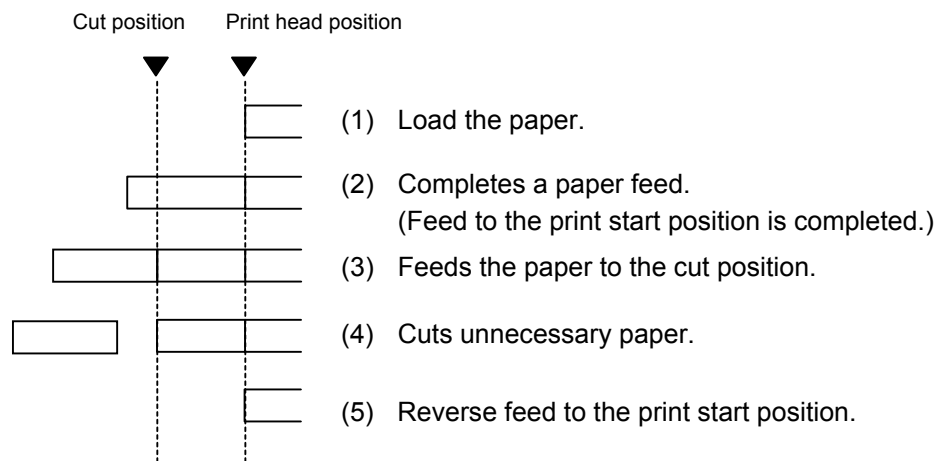 Cut position Print head position
(1) Load the paper.
(2) Completes a paper feed.
(Feed to the print start position is completed.)
(3) Feeds the paper to the cut position.
(4) Cuts unnecessary paper.
(5) Reverse feed to the print start position.